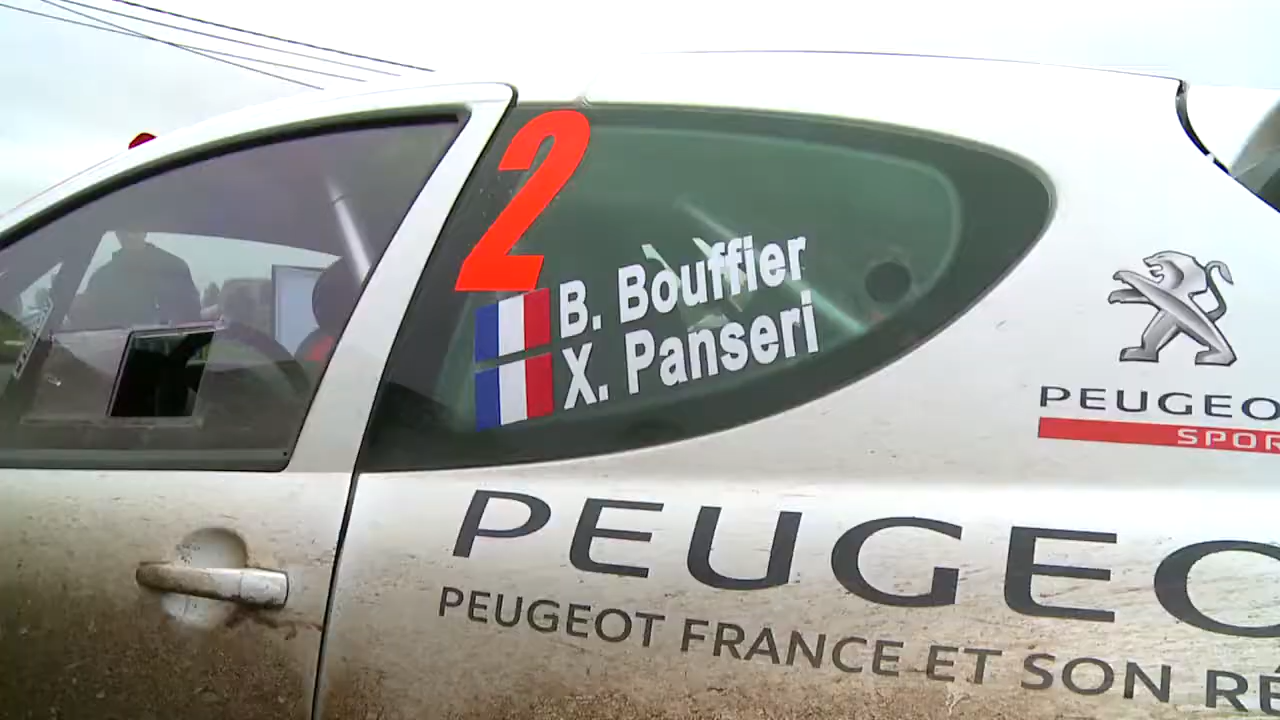 2
B. Bouffier
X. Panseri
PEUGEO
SPOR
PEUGEO
PEUGEOT FRANCE ET SON RÉ